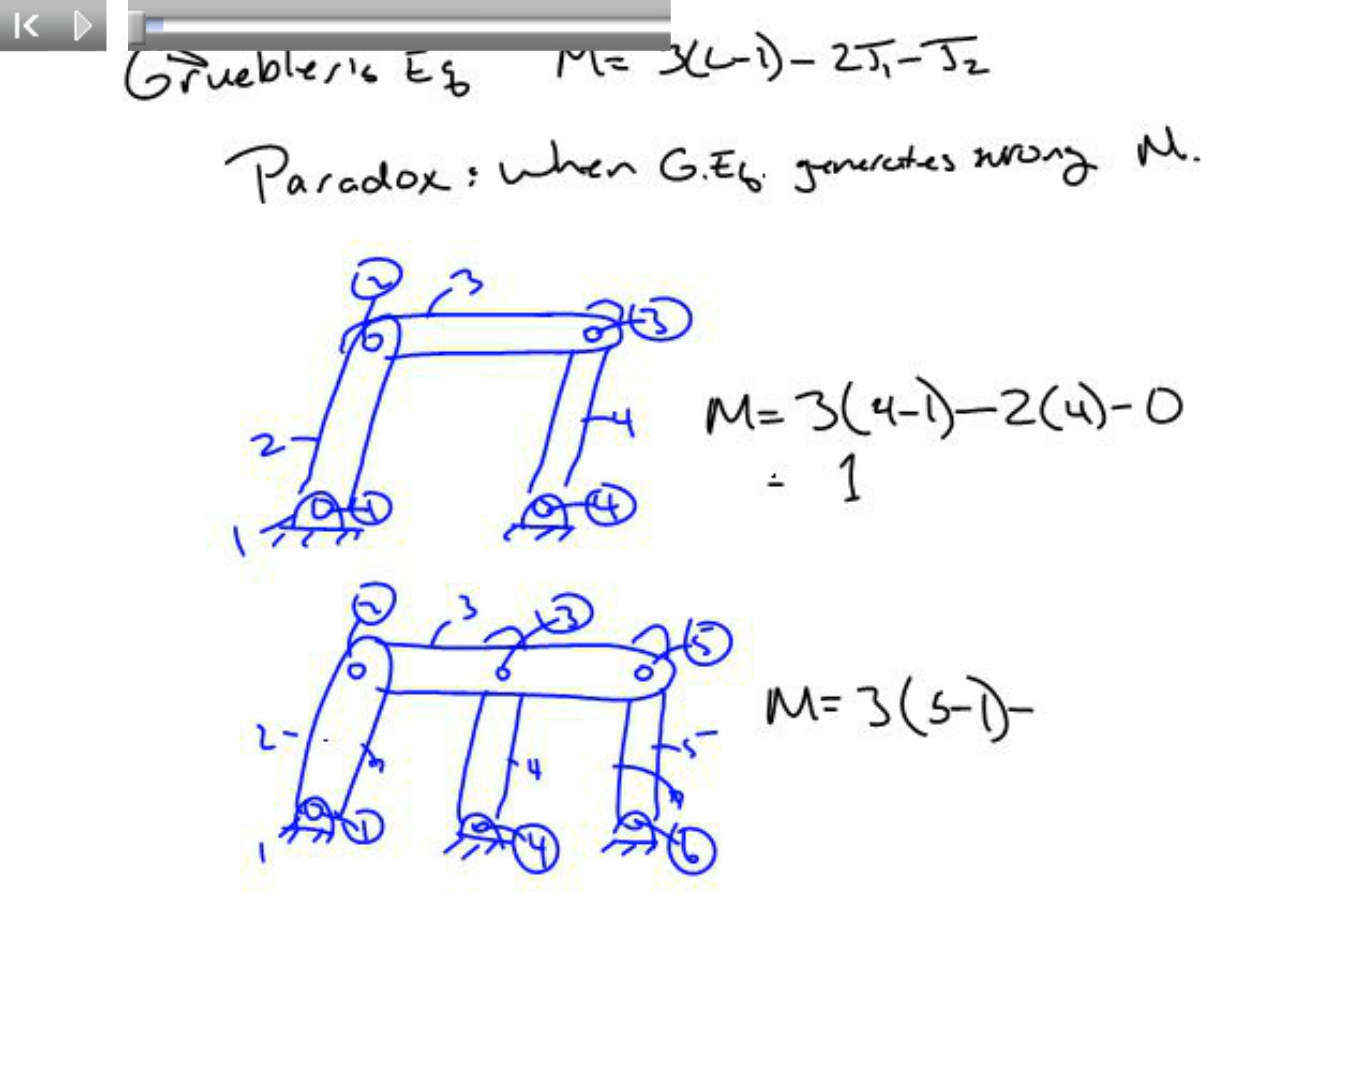 Gruebler's Eq M = 3(L-1) - 2J₁ - J₂
Paradox : when G.Eq. generates wrong M.
2 3
3
2 4
M = 3(4-1) - 2(4) - 0
= 1
1 1 4
2 3 3 5
M = 3(5-1) -
2 4 5
1 1 4 6